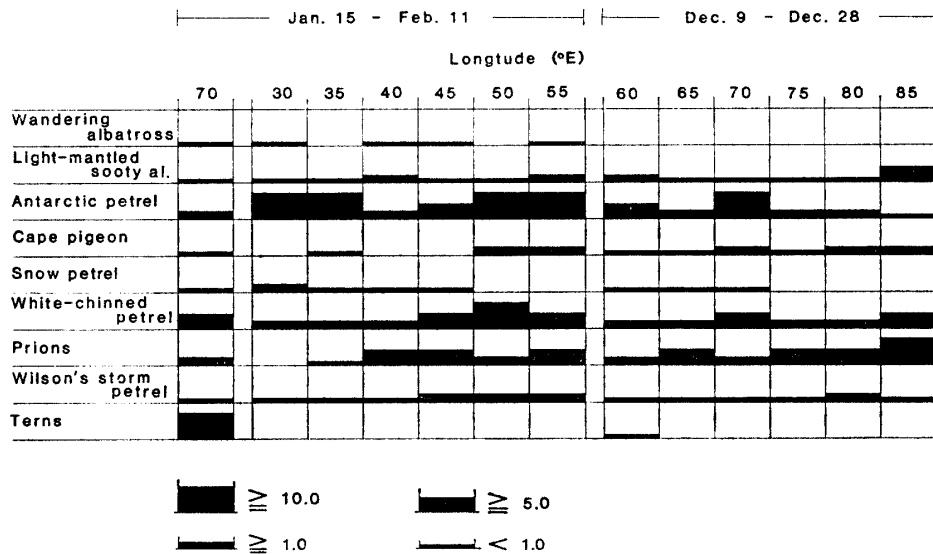 Jan. 15 - Feb. 11 Dec. 9 - Dec. 28
Longtude (°E)
70 30 35 40 45 50 55 60 65 70 75 80 85
Wandering
albatross
Light-mantled
sooty al.
Antarctic petrel
Cape pigeon
Snow petrel
White-chinned
petrel
Prions
Wilson's storm
petrel
Terns
≧ 10.0 ≧ 5.0
≧ 1.0 < 1.0